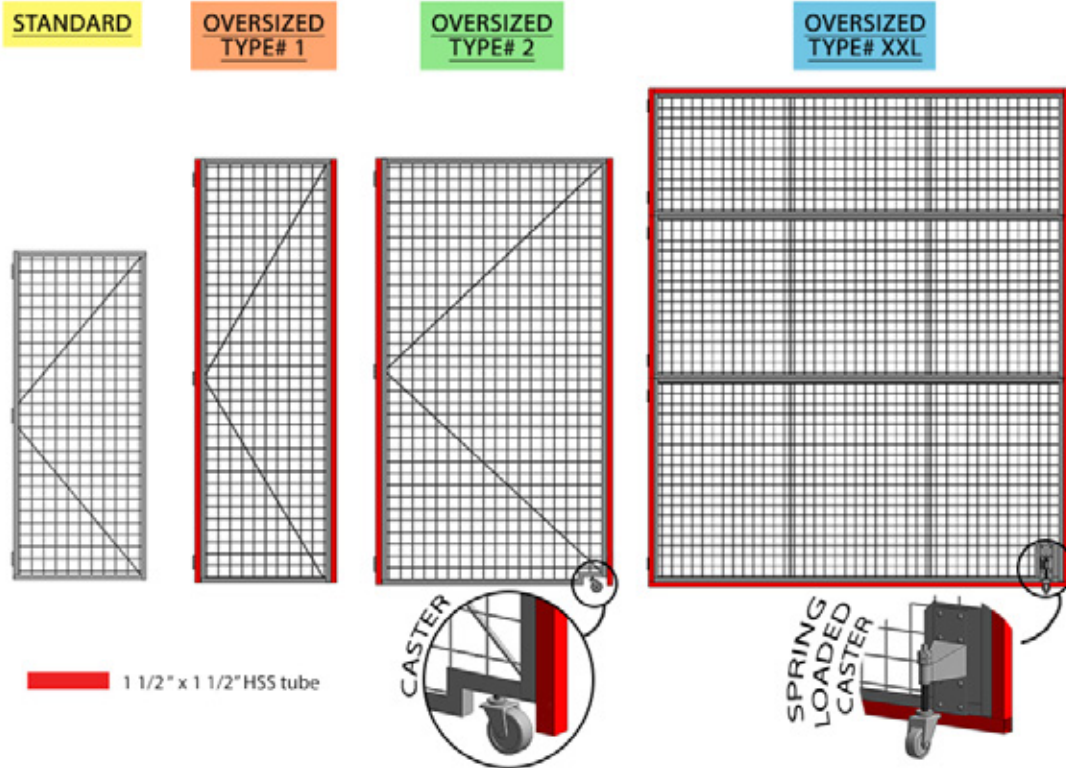 STANDARD
OVERSIZED
TYPE# 1
OVERSIZED
TYPE# 2
OVERSIZED
TYPE# XXL
CASTER
SPRING
LOADED
CASTER
1 1/2" x 1 1/2" HSS tube